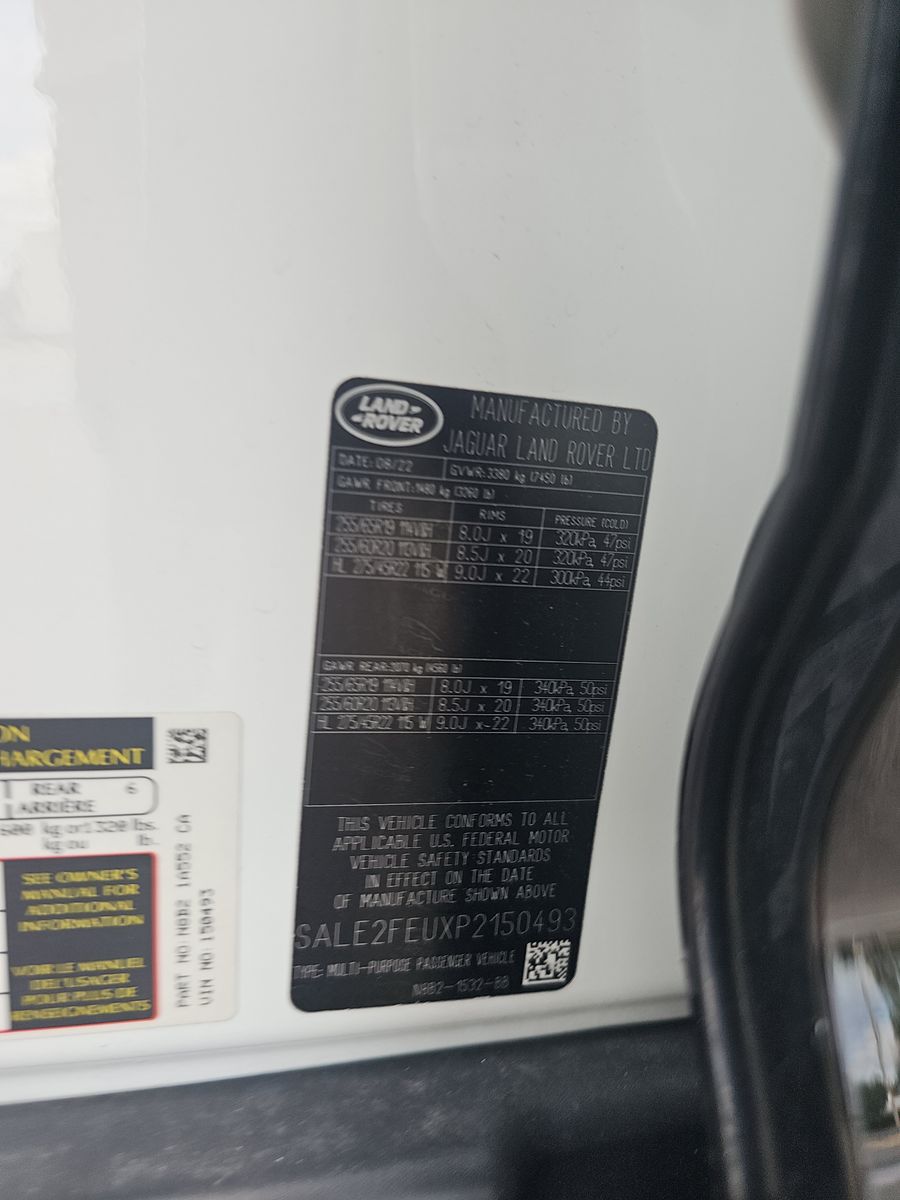 LAND-
-ROVER
MANUFACTURED BY
JAGUAR LAND ROVER LTD
DATE: 08/22 GVWR: 3380 kg (7450 lb)
GAWR FRONT: 1480 kg (3260 lb)
TIRES RIMS PRESSURE (COLD)
255/65R19 114V/XH 8.0J x 19 320kPa, 47psi
255/60R20 113V/XH 8.5J x 20 320kPa, 47psi
HL 275/45R22 115 W 9.0J x 22 300kPa, 44psi
GAWR REAR: 2070 kg (4560 lb)
255/65R19 114V/XH 8.0J x 19 340kPa, 50psi
255/60R20 113V/XH 8.5J x 20 340kPa, 50psi
HL 275/45R22 115 W 9.0J x 22 340kPa, 50psi
THIS VEHICLE CONFORMS TO ALL
APPLICABLE U.S. FEDERAL MOTOR
VEHICLE SAFETY STANDARDS
IN EFFECT ON THE DATE
OF MANUFACTURE SHOWN ABOVE
SALE2FEUXP2150493
TYPE: MULTI-PURPOSE PASSENGER VEHICLE
ON
HARGEMENT
REAR 6
ARRIÈRE
600 kg or 1320 lbs.
kg ou lb.
SEE OWNER'S
MANUAL FOR
ADDITIONAL
INFORMATION
VOIR LE MANUEL
DE L'USAGER
POUR PLUS DE
RENSEIGNEMENTS
PART NO: N8B2 1A552 CA
VIN NO: 150493